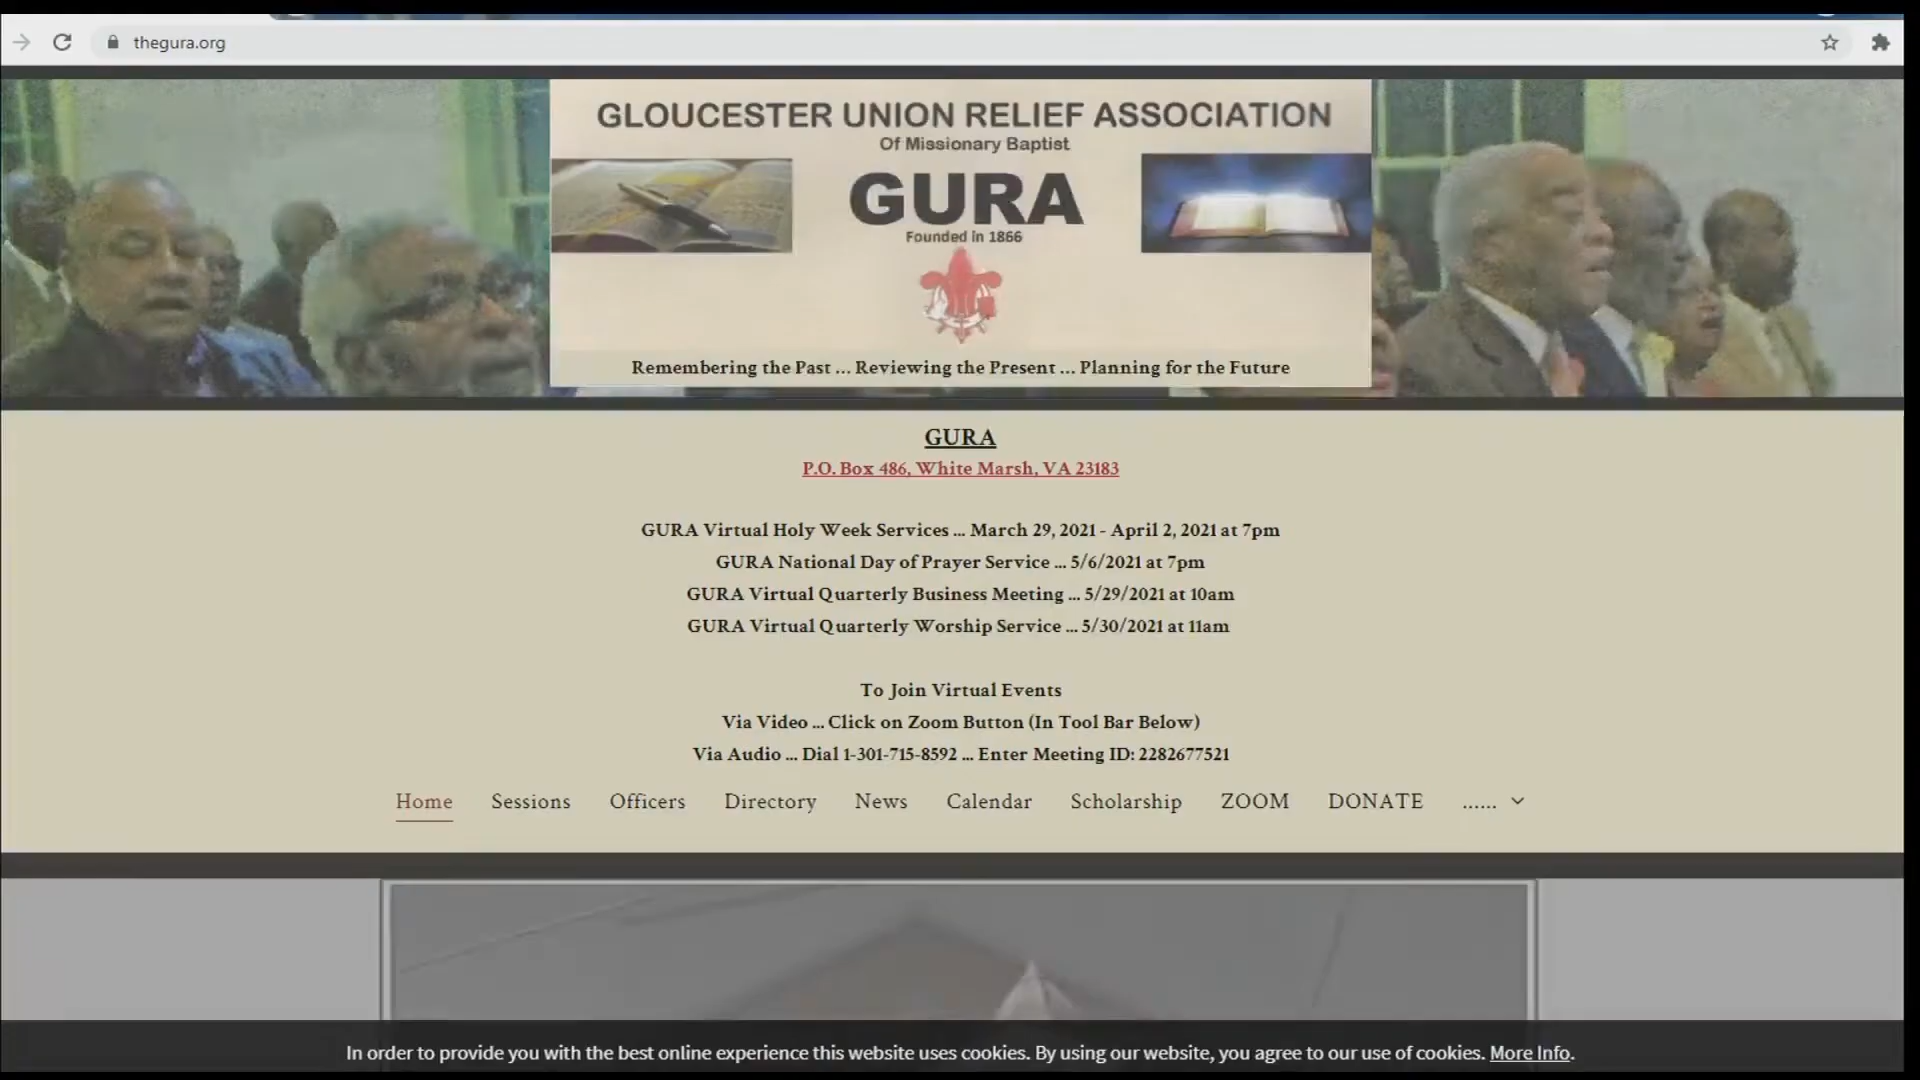 thegura.org
GLOUCESTER UNION RELIEF ASSOCIATION
Of Missionary Baptist
GURA
Founded in 1866
Remembering the Past ... Reviewing the Present ... Planning for the Future
GURA
P.O. Box 486, White Marsh, VA 23183
GURA Virtual Holy Week Services ... March 29, 2021 - April 2, 2021 at 7pm
GURA National Day of Prayer Service ... 5/6/2021 at 7pm
GURA Virtual Quarterly Business Meeting ... 5/29/2021 at 10am
GURA Virtual Quarterly Worship Service ... 5/30/2021 at 11am
To Join Virtual Events
Via Video ... Click on Zoom Button (In Tool Bar Below)
Via Audio ... Dial 1-301-715-8592 ... Enter Meeting ID: 2282677521
Home Sessions Officers Directory News Calendar Scholarship ZOOM DONATE ......
In order to provide you with the best online experience this website uses cookies. By using our website, you agree to our use of cookies. More Info.